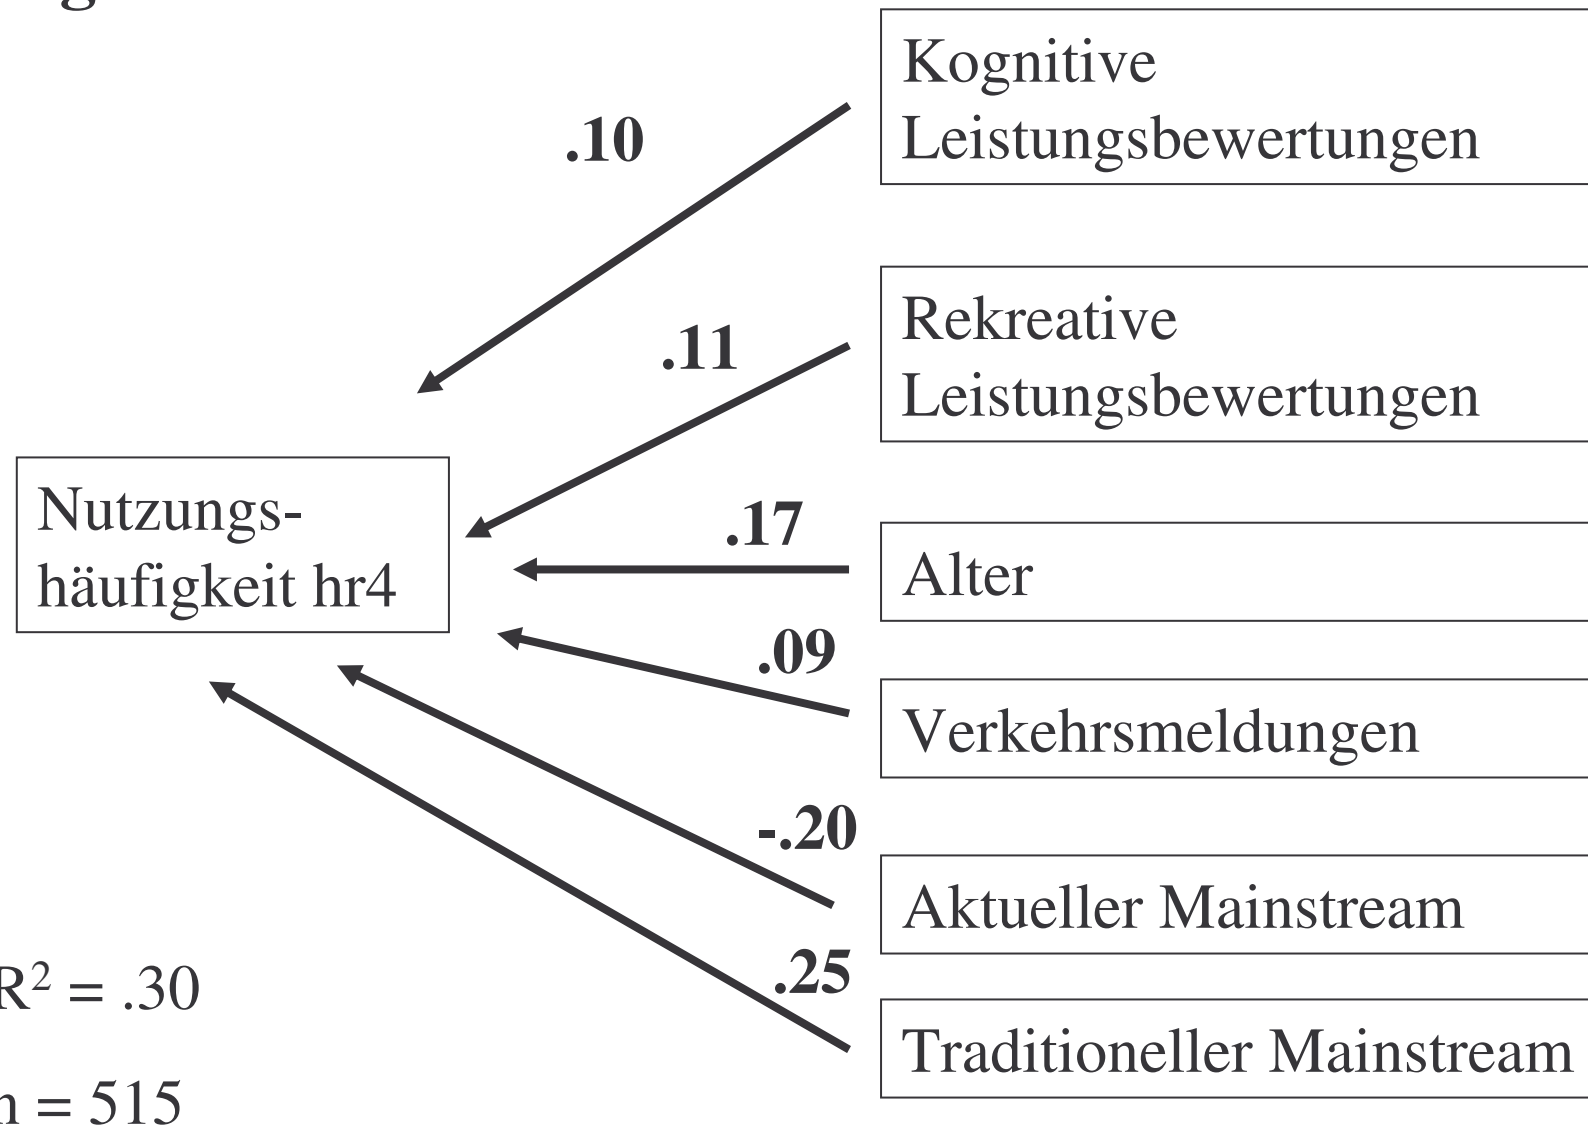 Kognitive
Leistungsbewertungen
.10
Rekreative
Leistungsbewertungen
.11
Nutzungs-
häufigkeit hr4
.17
Alter
.09
Verkehrsmeldungen
-.20
Aktueller Mainstream
.25
R² = .30
Traditioneller Mainstream
n = 515